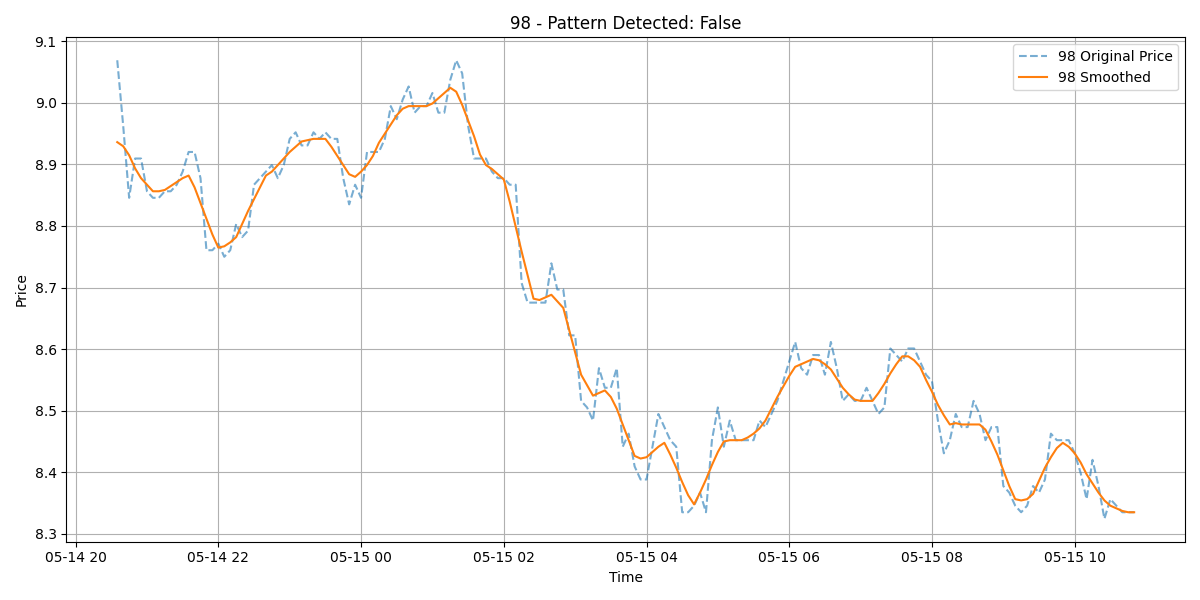 98 - Pattern Detected: False
9.1
9.0
8.9
8.8
8.7
8.6
8.5
8.4
8.3
Price
98 Original Price
98 Smoothed
05-14 20 05-14 22 05-15 00 05-15 02 05-15 04 05-15 06 05-15 08 05-15 10
Time